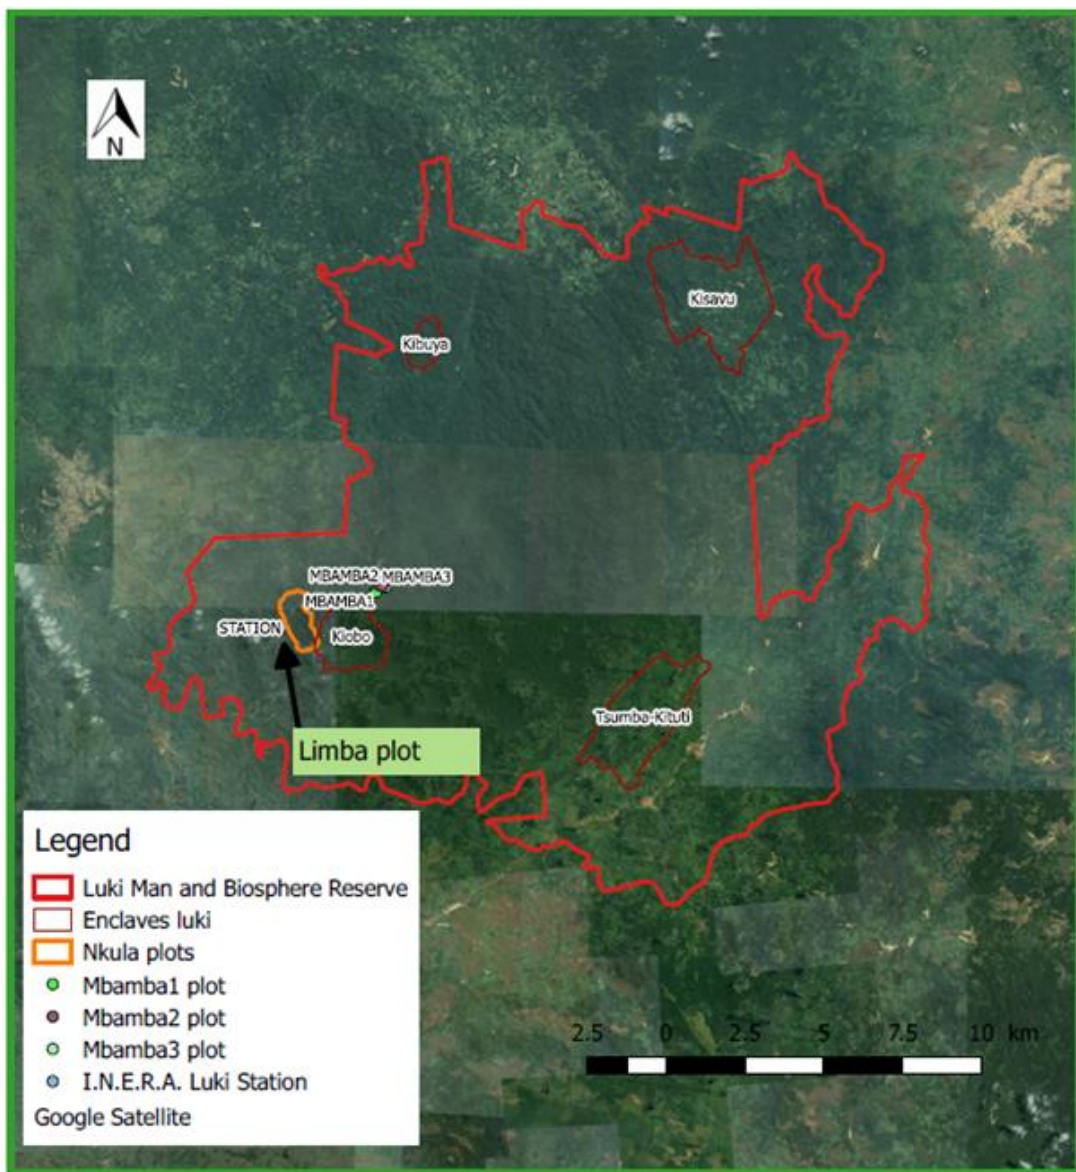 N
Kisavu
Kibuya
MBAMBA2 MBAMBA3
MBAMBA1
STATION
Kiobo
Tsumba-Kituti
Limba plot
Legend
Luki Man and Biosphere Reserve
Enclaves luki
Nkula plots
Mbamba1 plot
Mbamba2 plot
Mbamba3 plot
I.N.E.R.A. Luki Station
Google Satellite
2.5 0 2.5 5 7.5 10 km